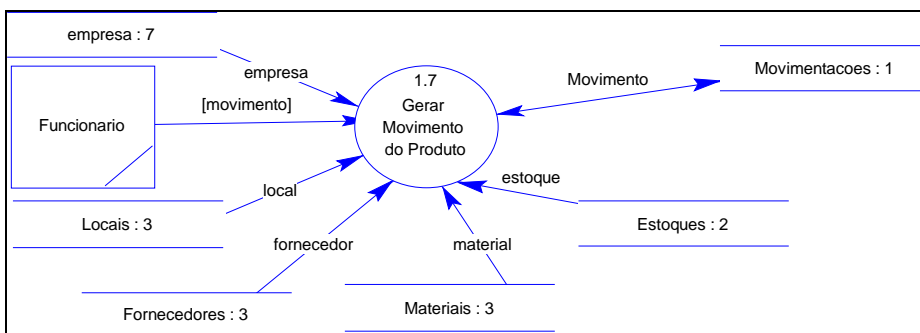 empresa : 7
empresa
[movimento]
Funcionario
1.7
Gerar
Movimento
do Produto
Movimento
Movimentacoes : 1
local
Locais : 3
estoque
Estoques : 2
fornecedor
Fornecedores : 3
material
Materiais : 3